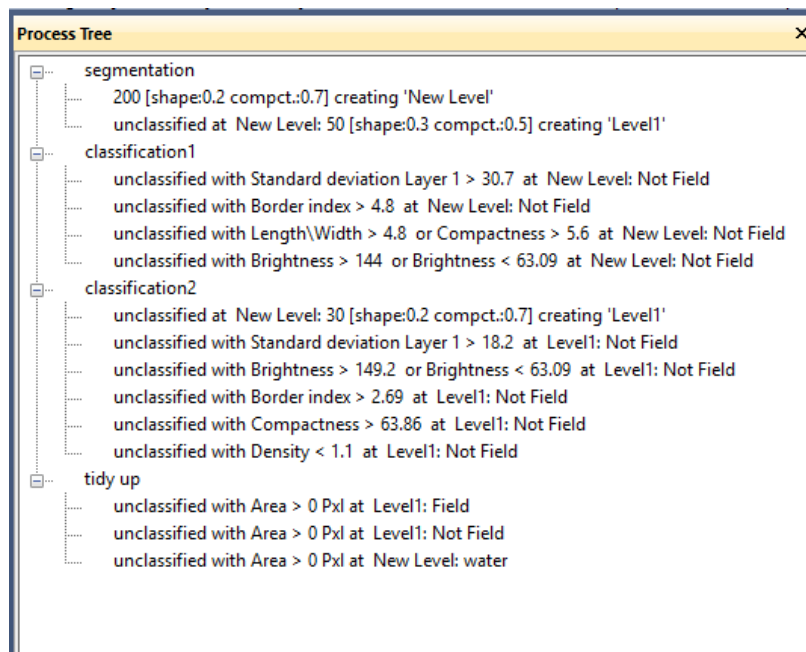 Process Tree
segmentation
200 [shape:0.2 compct.:0.7] creating 'New Level'
unclassified at  New Level: 50 [shape:0.3 compct.:0.5] creating 'Level1'
classification1
unclassified with Standard deviation Layer 1 > 30.7  at  New Level: Not Field
unclassified with Border index > 4.8  at  New Level: Not Field
unclassified with Length\Width > 4.8  or Compactness > 5.6  at  New Level: Not Field
unclassified with Brightness > 144  or Brightness < 63.09  at  New Level: Not Field
classification2
unclassified at  New Level: 30 [shape:0.2 compct.:0.7] creating 'Level1'
unclassified with Standard deviation Layer 1 > 18.2  at  Level1: Not Field
unclassified with Brightness > 149.2  or Brightness < 63.09  at  Level1: Not Field
unclassified with Border index > 2.69  at  Level1: Not Field
unclassified with Compactness > 63.86  at  Level1: Not Field
unclassified with Density < 1.1  at  Level1: Not Field
tidy up
unclassified with Area > 0 Pxl at  Level1: Field
unclassified with Area > 0 Pxl at  Level1: Not Field
unclassified with Area > 0 Pxl at  New Level: water